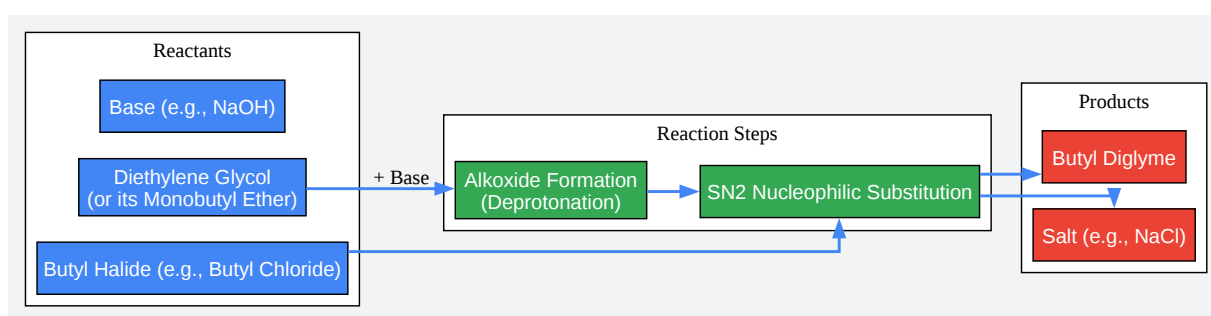 Reactants
Base (e.g., NaOH)
Diethylene Glycol
(or its Monobutyl Ether)
Butyl Halide (e.g., Butyl Chloride)
+ Base
Reaction Steps
Alkoxide Formation
(Deprotonation)
SN2 Nucleophilic Substitution
Products
Butyl Diglyme
Salt (e.g., NaCl)